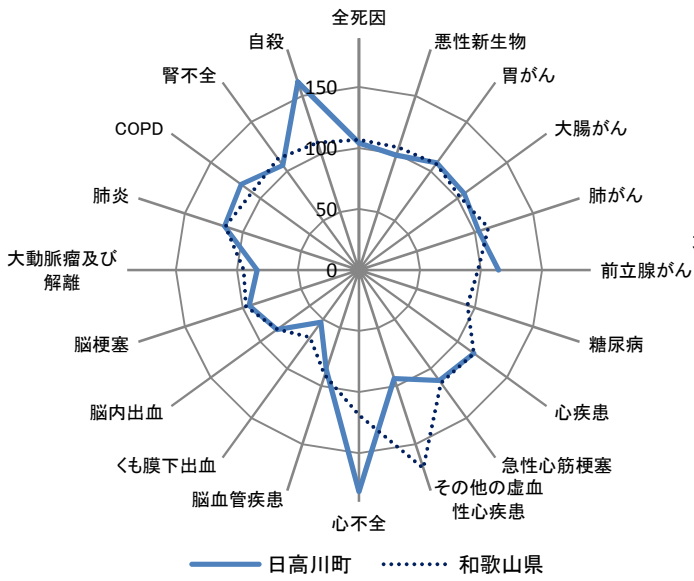 全死因
悪性新生物
胃がん
大腸がん
肺がん
前立腺がん
糖尿病
心疾患
急性心筋梗塞
その他の虚血
性心疾患
心不全
脳血管疾患
くも膜下出血
脳内出血
脳梗塞
大動脈瘤及び
解離
肺炎
COPD
腎不全
自殺
150
100
50
0
日高川町
和歌山県